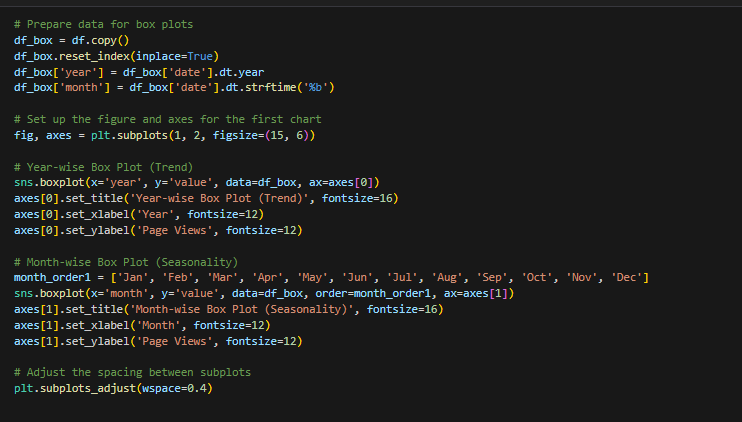 # Prepare data for box plots
df_box = df.copy()
df_box.reset_index(inplace=True)
df_box['year'] = df_box['date'].dt.year
df_box['month'] = df_box['date'].dt.strftime('%b')
# Set up the figure and axes for the first chart
fig, axes = plt.subplots(1, 2, figsize=(15, 6))
# Year-wise Box Plot (Trend)
sns.boxplot(x='year', y='value', data=df_box, ax=axes[0])
axes[0].set_title('Year-wise Box Plot (Trend)', fontsize=16)
axes[0].set_xlabel('Year', fontsize=12)
axes[0].set_ylabel('Page Views', fontsize=12)
# Month-wise Box Plot (Seasonality)
month_order1 = ['Jan', 'Feb', 'Mar', 'Apr', 'May', 'Jun', 'Jul', 'Aug', 'Sep', 'Oct', 'Nov', 'Dec']
sns.boxplot(x='month', y='value', data=df_box, order=month_order1, ax=axes[1])
axes[1].set_title('Month-wise Box Plot (Seasonality)', fontsize=16)
axes[1].set_xlabel('Month', fontsize=12)
axes[1].set_ylabel('Page Views', fontsize=12)
# Adjust the spacing between subplots
plt.subplots_adjust(wspace=0.4)